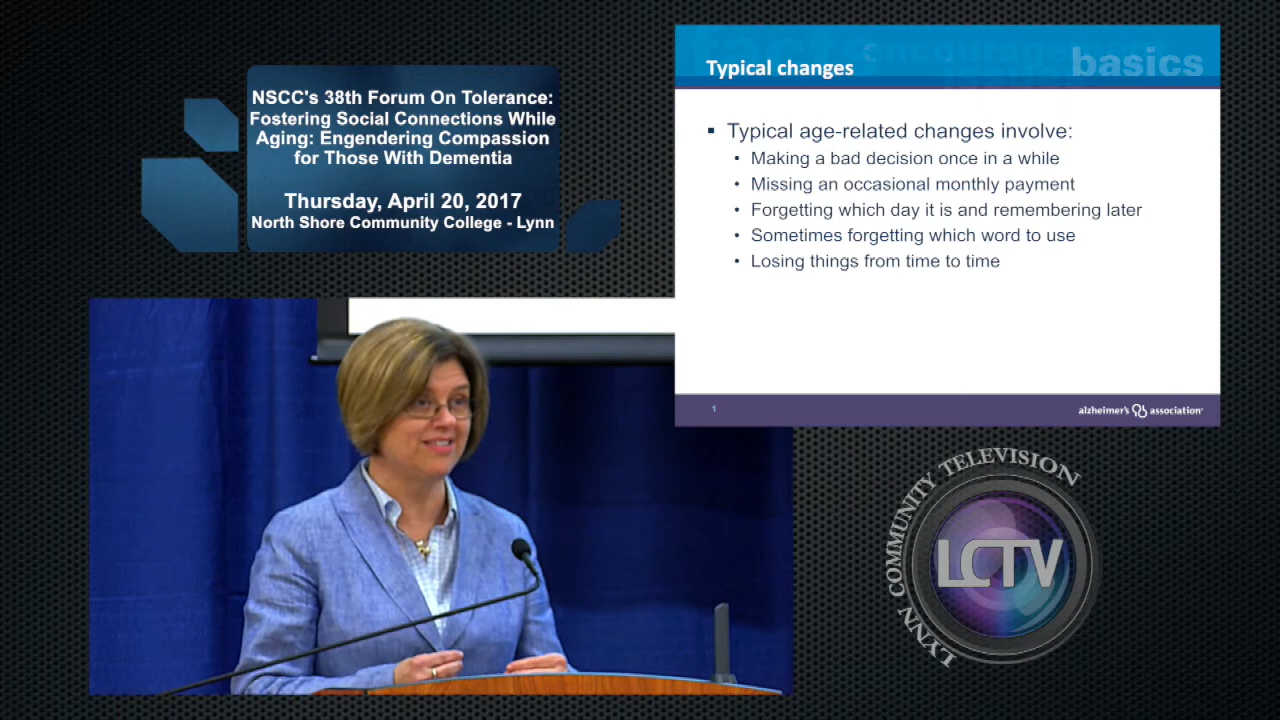 NSCC's 38th Forum On Tolerance:
Fostering Social Connections While
Aging: Engendering Compassion
for Those With Dementia
Thursday, April 20, 2017
North Shore Community College - Lynn
facts encouragement
basics
Typical changes
▪ Typical age-related changes involve:
• Making a bad decision once in a while
• Missing an occasional monthly payment
• Forgetting which day it is and remembering later
• Sometimes forgetting which word to use
• Losing things from time to time
1
alzheimer's association®
LYNN COMMUNITY TELEVISION
LCTV